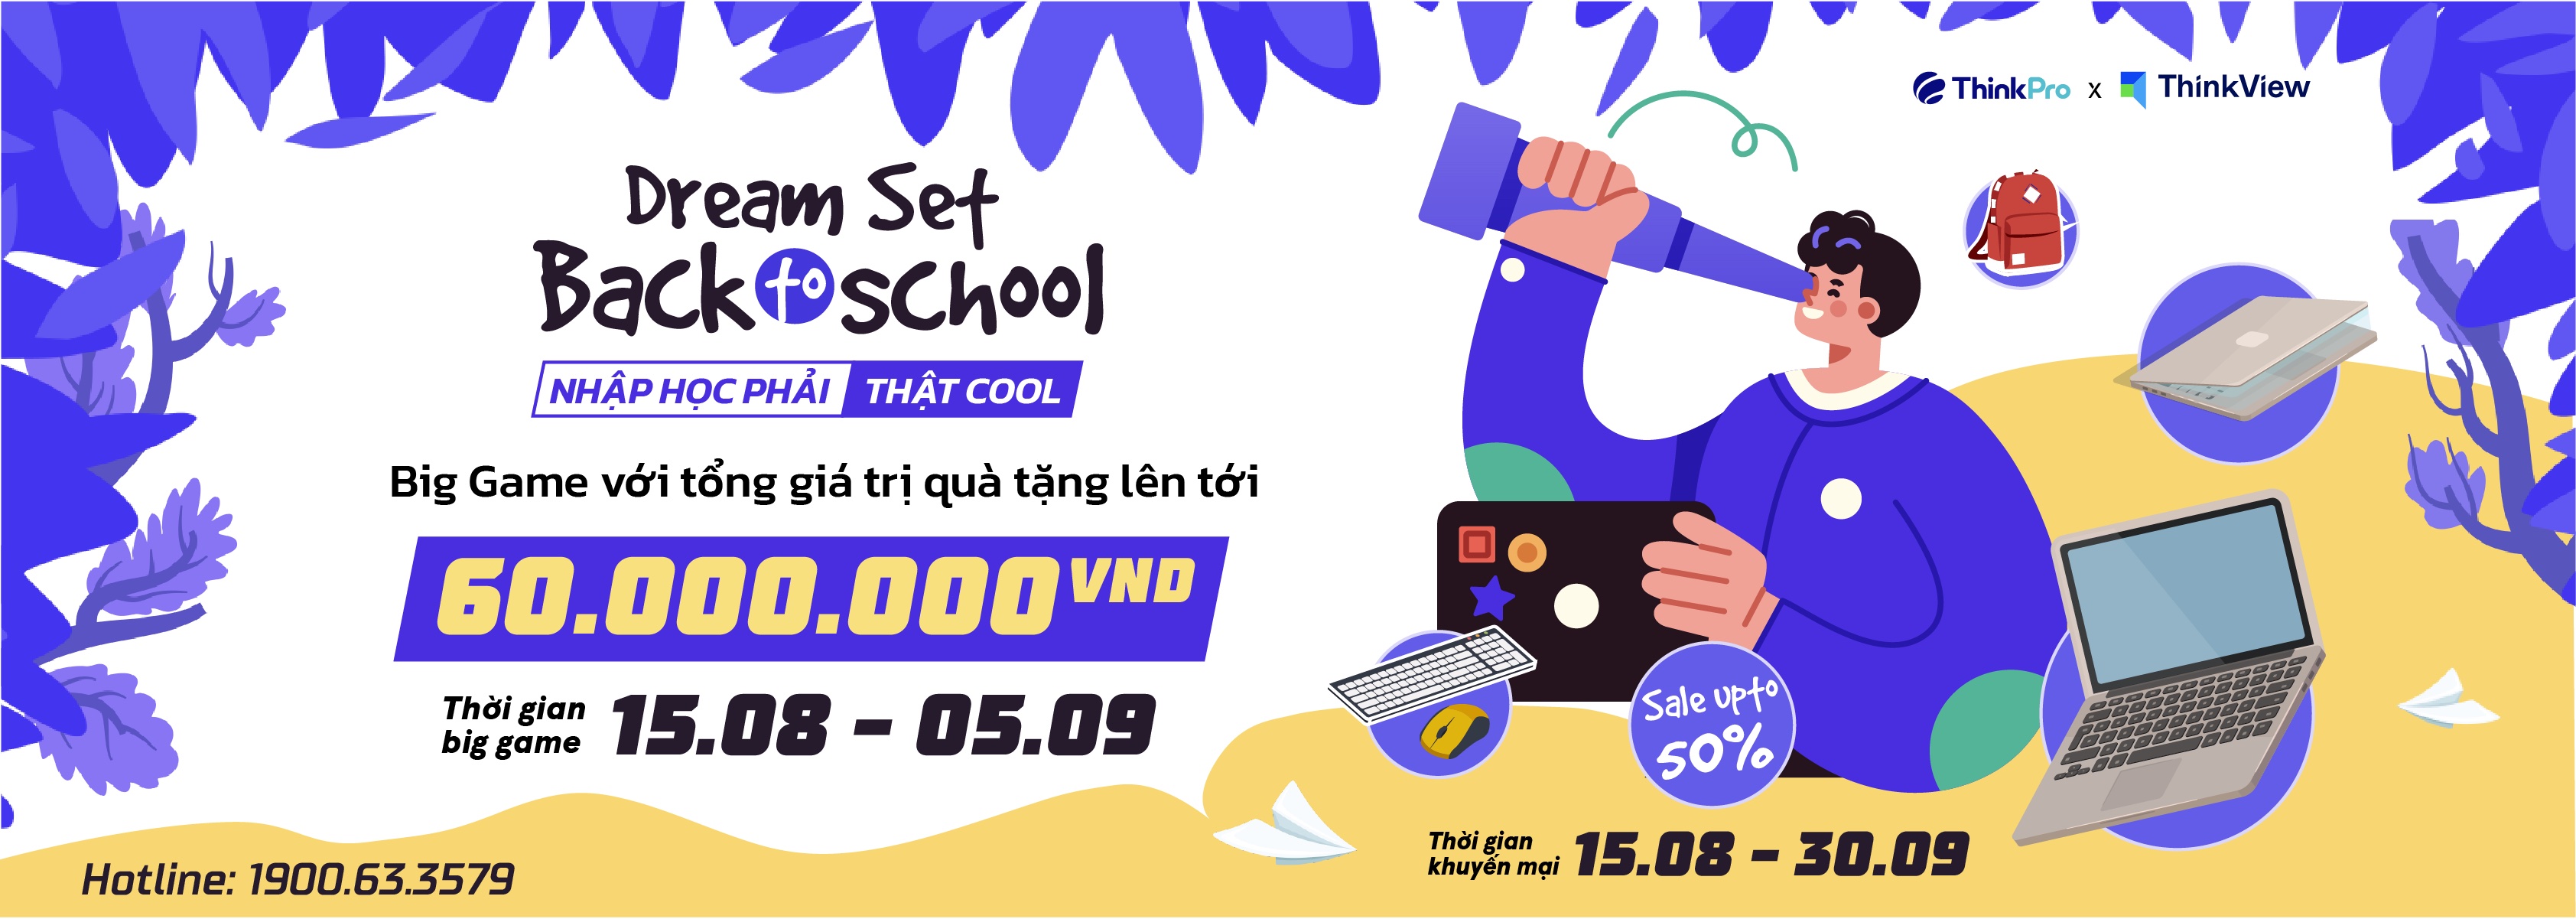 ThinkPro x ThinkView
Dream Set
Back to school
NHẬP HỌC PHẢI THẬT COOL
Big Game với tổng giá trị quà tặng lên tới
60.000.000 VND
Thời gian
big game
15.08 - 05.09
Sale upto
50%
Thời gian
khuyến mại
15.08 - 30.09
Hotline: 1900.63.3579